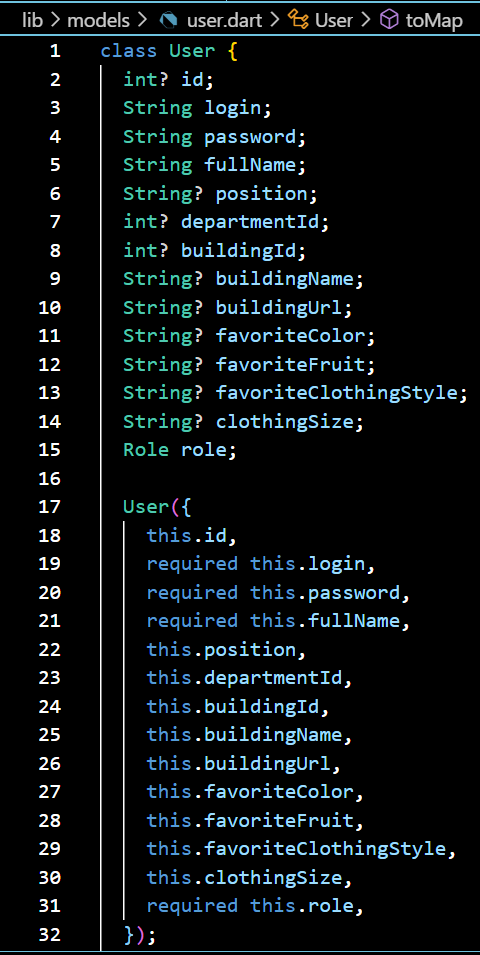 lib > models > user.dart > User > toMap
1 class User {
2   int? id;
3   String login;
4   String password;
5   String fullName;
6   String? position;
7   int? departmentId;
8   int? buildingId;
9   String? buildingName;
10   String? buildingUrl;
11   String? favoriteColor;
12   String? favoriteFruit;
13   String? favoriteClothingStyle;
14   String? clothingSize;
15   Role role;
16
17   User({
18     this.id,
19     required this.login,
20     required this.password,
21     required this.fullName,
22     this.position,
23     this.departmentId,
24     this.buildingId,
25     this.buildingName,
26     this.buildingUrl,
27     this.favoriteColor,
28     this.favoriteFruit,
29     this.favoriteClothingStyle,
30     this.clothingSize,
31     required this.role,
32   });